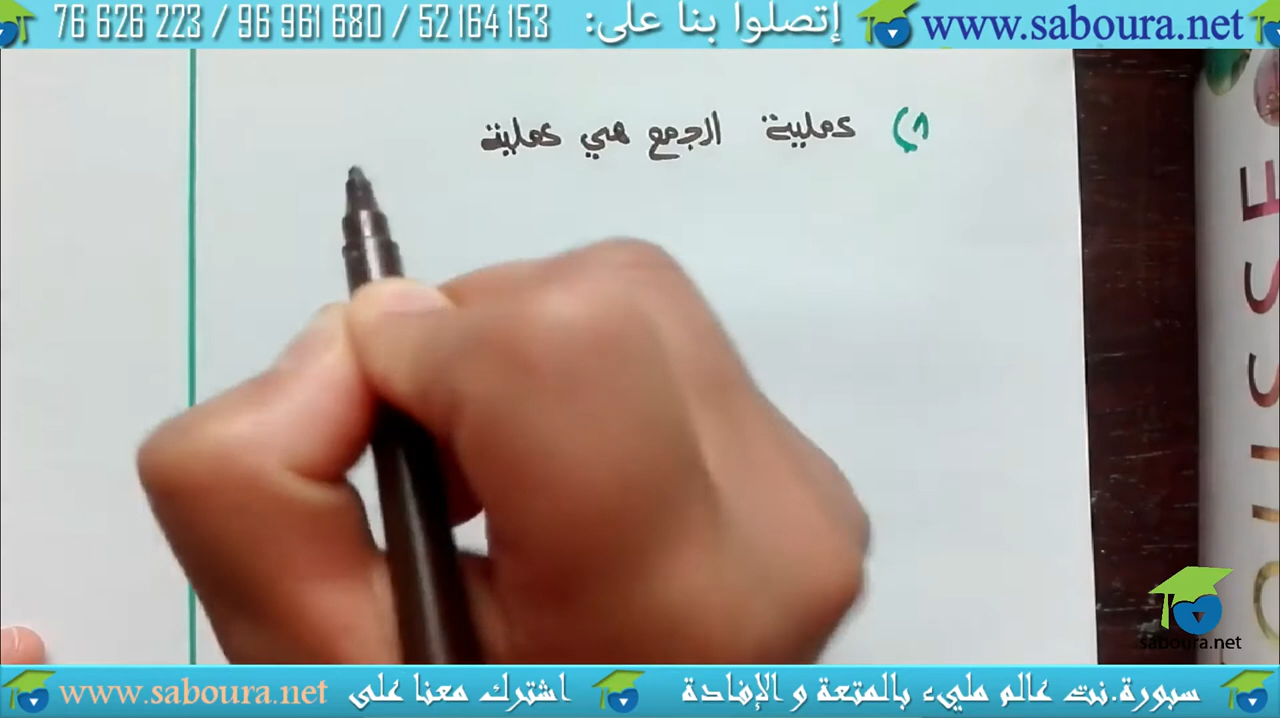 76 626 223 / 96 961 680 / 52 164 153 إتصلوا بنا على: www.saboura.net
1) عملية الجمع هي عملية
saboura.net
www.saboura.net اشترك معنا على سبورة.نت عالم مليء بالمتعة و الإفادة